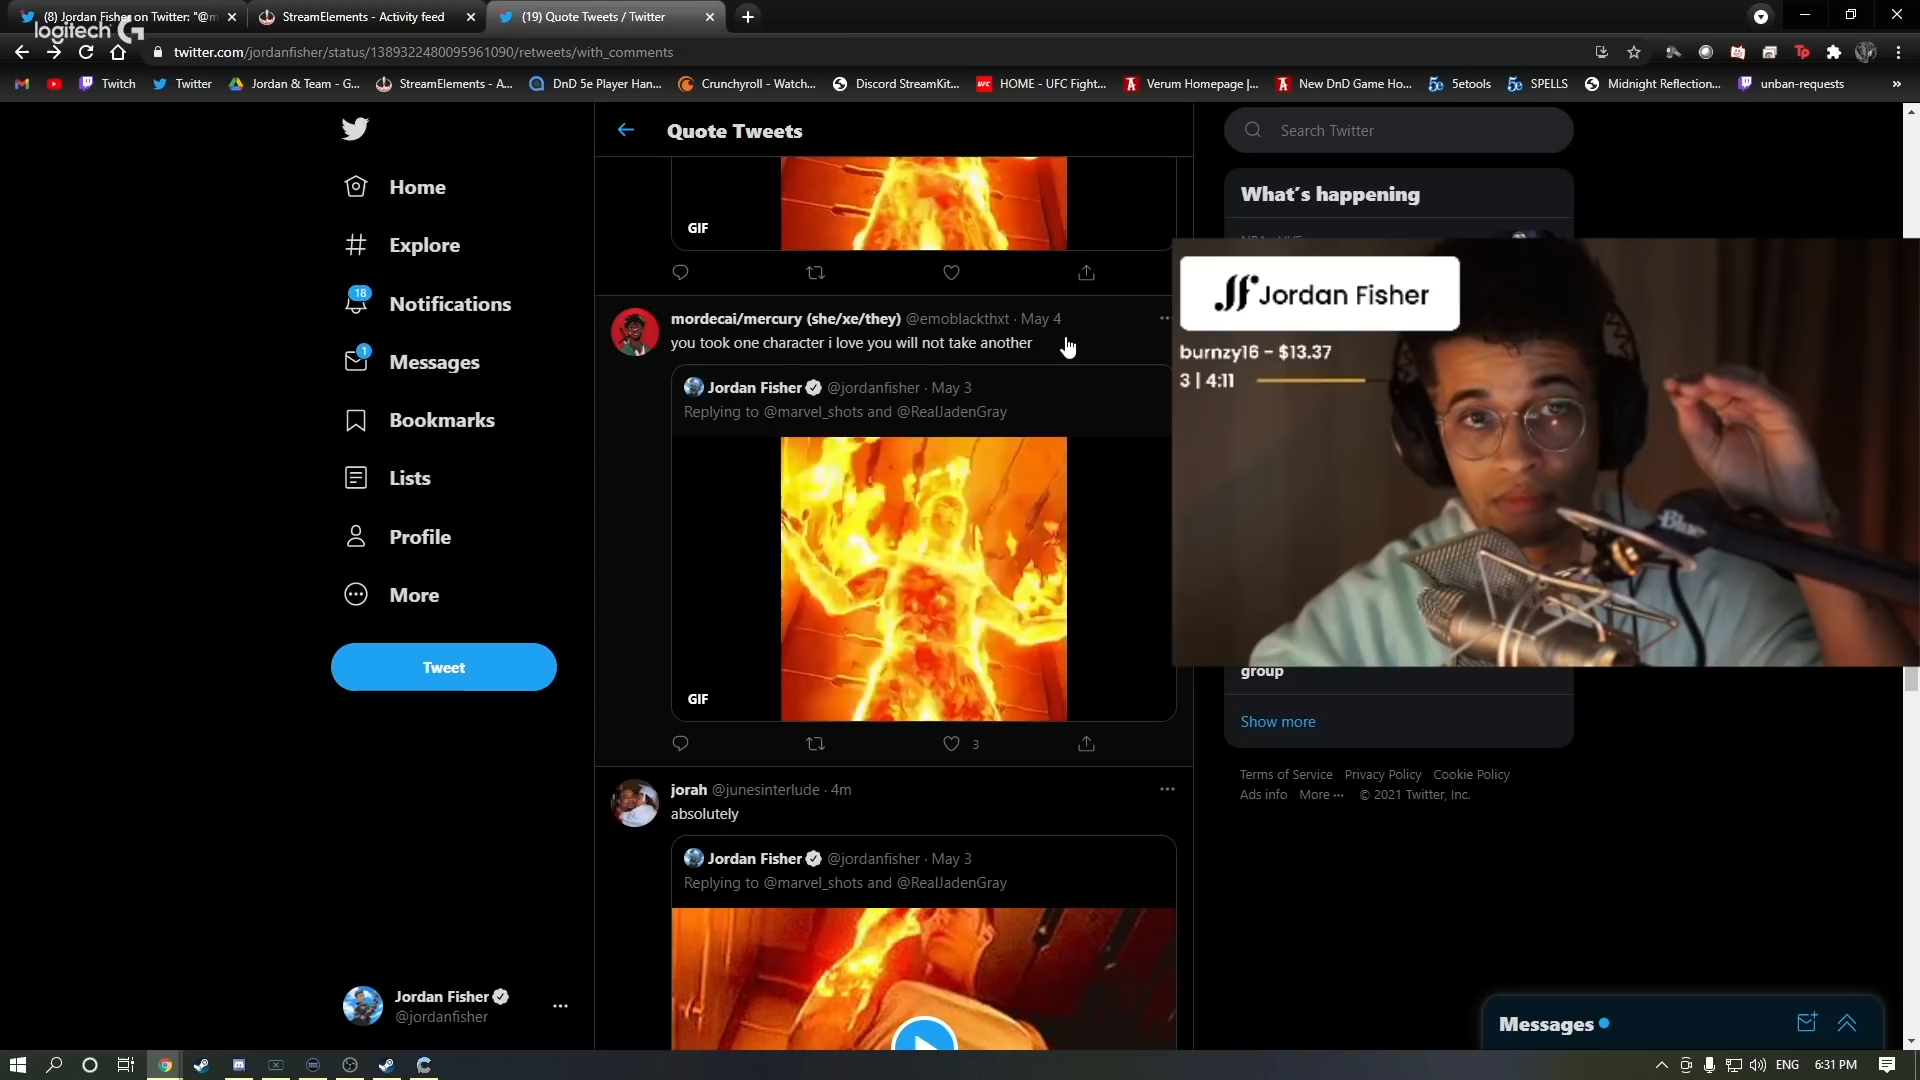 (8) Jordan Fisher on Twitter: "@m
StreamElements - Activity feed
(19) Quote Tweets / Twitter
logitech G
twitter.com/jordanfisher/status/1389322480095961090/retweets/with_comments
Twitch
Twitter
Jordan & Team - G...
StreamElements - A...
DnD 5e Player Han...
Crunchyroll - Watch...
Discord StreamKit...
UFC
HOME - UFC Fight...
Verum Homepage |...
New DnD Game Ho...
5e
5etools
5e
SPELLS
Midnight Reflection...
unban-requests
Quote Tweets
Search Twitter
Home
What's happening
GIF
Explore
Jordan Fisher
18
Notifications
mordecai/mercury (she/xe/they) @emoblackthxt · May 4
you took one character i love you will not take another
burnzy16 - $13.37
1
Messages
3 | 4:11
Jordan Fisher @jordanfisher · May 3
Replying to @marvel_shots and @RealJadenGray
Bookmarks
Lists
Profile
Blue
More
Tweet
GIF
group
Show more
3
jorah @junesinterlude · 4m
absolutely
Terms of Service Privacy Policy Cookie Policy
Ads info More ··· © 2021 Twitter, Inc.
Jordan Fisher @jordanfisher · May 3
Replying to @marvel_shots and @RealJadenGray
Jordan Fisher
@jordanfisher
Messages
ENG
6:31 PM